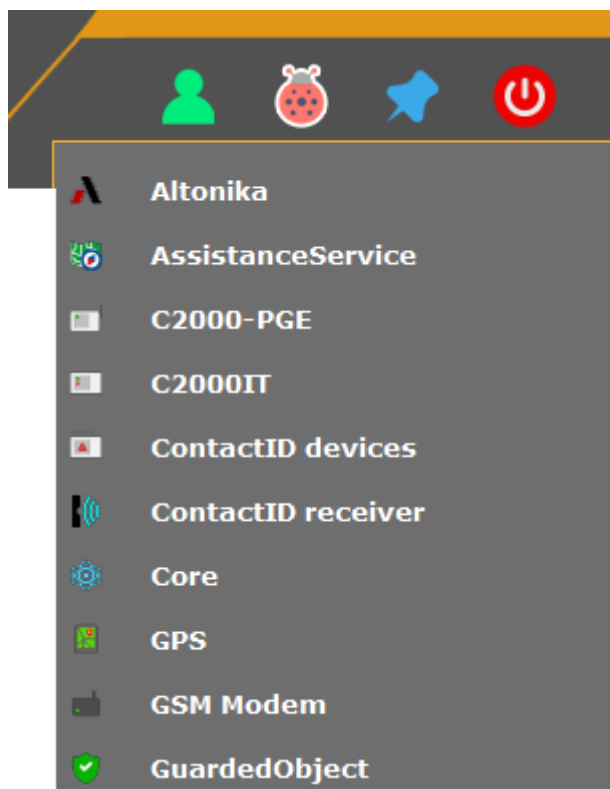 Altonika
AssistanceService
C2000-PGE
C2000IT
ContactID devices
ContactID receiver
Core
GPS
GSM Modem
GuardedObject